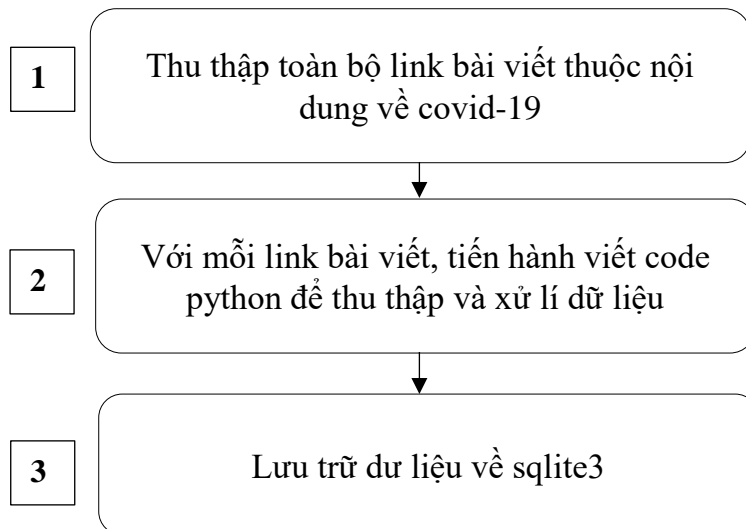 1
Thu thập toàn bộ link bài viết thuộc nội
dung về covid-19
2
Với mỗi link bài viết, tiến hành viết code
python để thu thập và xử lí dữ liệu
3
Lưu trữ dư liệu về sqlite3